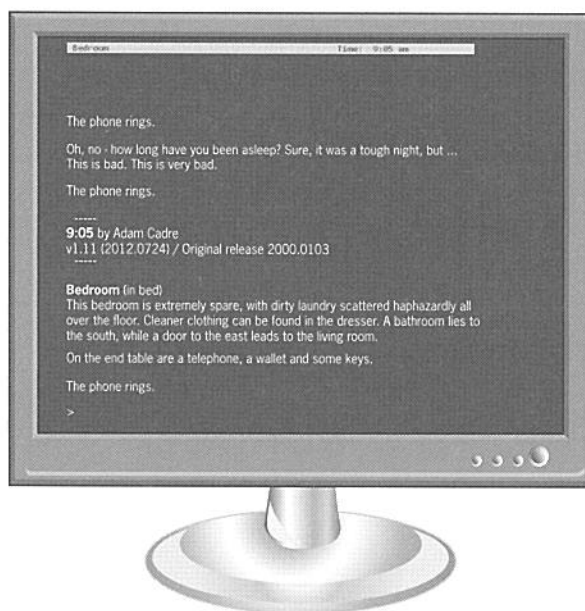 Bedroom Time: 9:05 am
The phone rings.
Oh, no - how long have you been asleep? Sure, it was a tough night, but ...
This is bad. This is very bad.
The phone rings.
-----
9:05 by Adam Cadre
v1.11 (2012.0724) / Original release 2000.0103
-----
Bedroom (in bed)
This bedroom is extremely spare, with dirty laundry scattered haphazardly all
over the floor. Cleaner clothing can be found in the dresser. A bathroom lies to
the south, while a door to the east leads to the living room.
On the end table are a telephone, a wallet and some keys.
The phone rings.
>